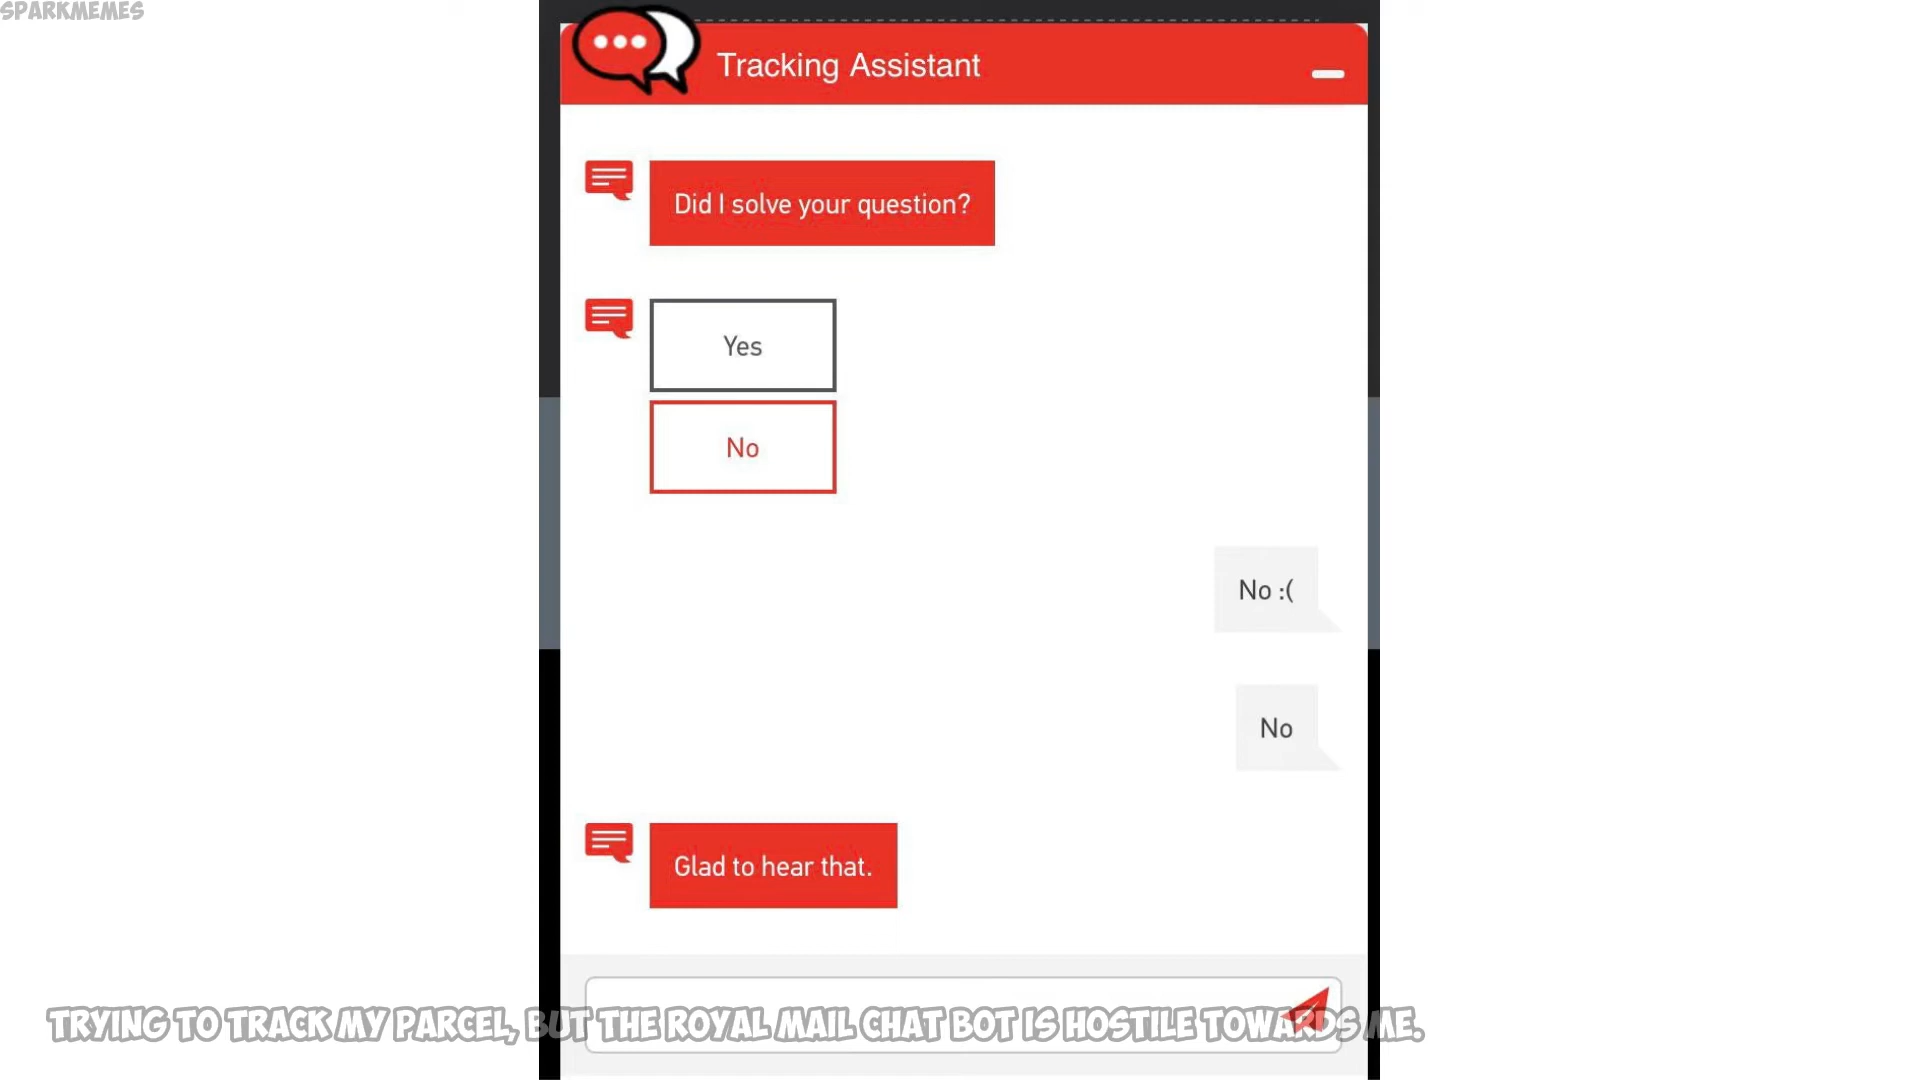 SPARKMEMES
Tracking Assistant
Did I solve your question?
Yes
No
No :(
No
Glad to hear that.
TRYING TO TRACK MY PARCEL, BUT THE ROYAL MAIL CHAT BOT IS HOSTILE TOWARDS ME.